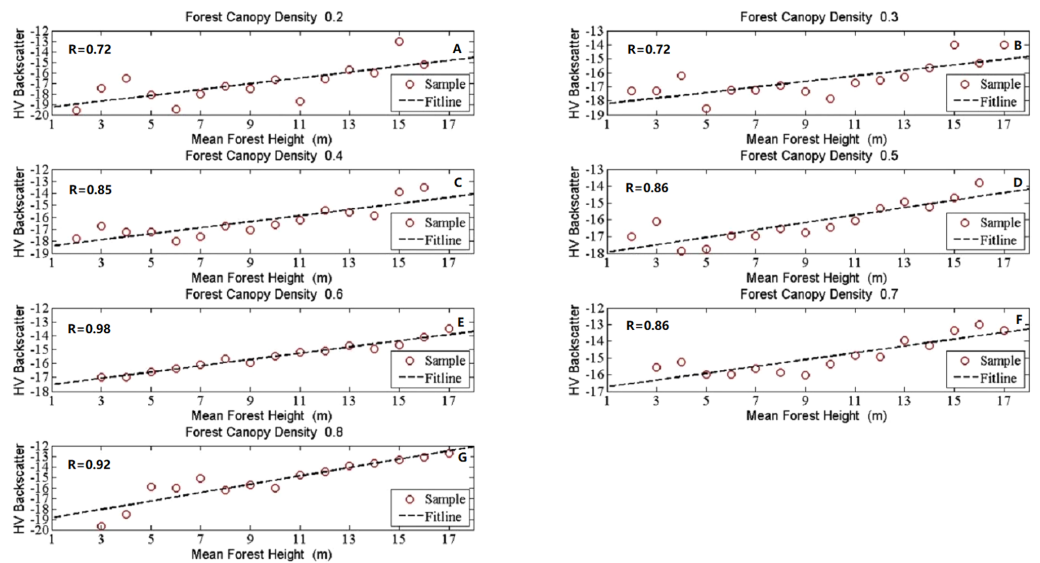 Forest Canopy Density 0.2
HV Backscatter
-12
-13
-14
-15
-16
-17
-18
-19
-20
R=0.72
A
Sample
Fitline
1 3 5 7 9 11 13 15 17
Mean Forest Height (m)
Forest Canopy Density 0.3
HV Backscatter
-13
-14
-15
-16
-17
-18
-19
R=0.72
B
Sample
Fitline
1 3 5 7 9 11 13 15 17
Mean Forest Height (m)
Forest Canopy Density 0.4
HV Backscatter
-12
-13
-14
-15
-16
-17
-18
-19
R=0.85
C
Sample
Fitline
1 3 5 7 9 11 13 15 17
Mean Forest Height (m)
Forest Canopy Density 0.5
HV Backscatter
-13
-14
-15
-16
-17
-18
R=0.86
D
Sample
Fitline
1 3 5 7 9 11 13 15 17
Mean Forest Height (m)
Forest Canopy Density 0.6
HV Backscatter
-12
-13
-14
-15
-16
-17
-18
R=0.98
E
Sample
Fitline
1 3 5 7 9 11 13 15 17
Mean Forest Height (m)
Forest Canopy Density 0.7
HV Backscatter
-12
-13
-14
-15
-16
-17
R=0.86
F
Sample
Fitline
1 3 5 7 9 11 13 15 17
Mean Forest Height (m)
Forest Canopy Density 0.8
HV Backscatter
-12
-13
-14
-15
-16
-17
-18
-19
-20
R=0.92
G
Sample
Fitline
1 3 5 7 9 11 13 15 17
Mean Forest Height (m)